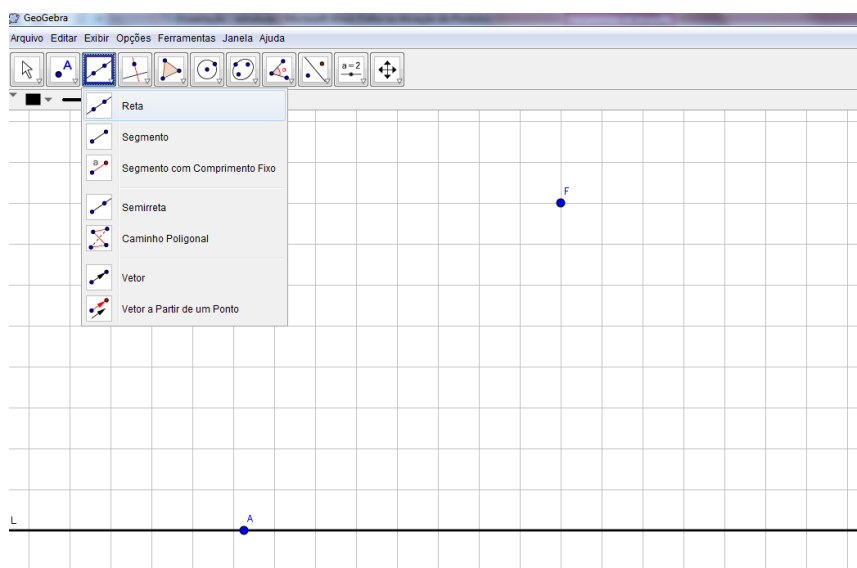 GeoGebra
Arquivo Editar Exibir Opções Ferramentas Janela Ajuda
A
a=2
Reta
Segmento
a
Segmento com Comprimento Fixo
Semirreta
Caminho Poligonal
Vetor
Vetor a Partir de um Ponto
F
L
A